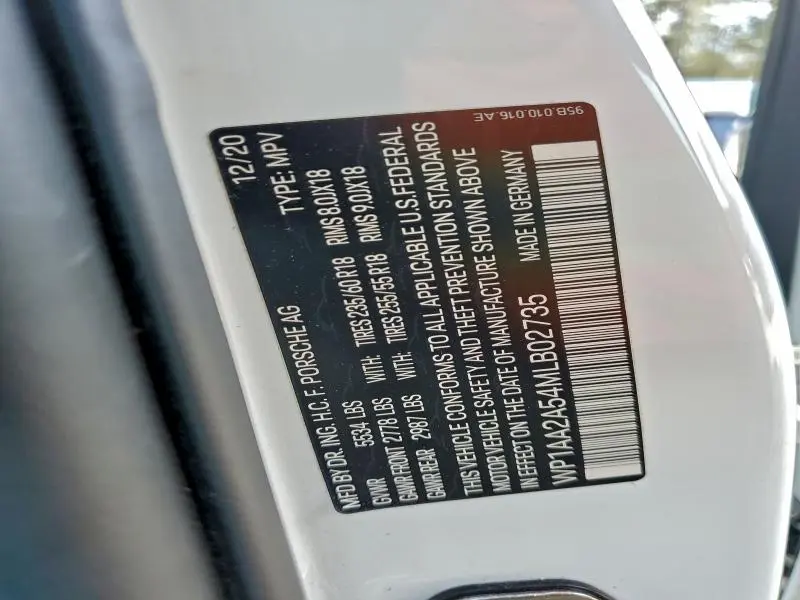 MFD BY DR. ING. H.C. F. PORSCHE AG 12/20
GVWR 5534 LBS TYPE: MPV
GAWR FRONT 2778 LBS WITH: TIRES 235/60 R18 RIMS 8.0JX18
GAWR REAR 2987 LBS WITH: TIRES 255/55 R18 RIMS 9.0JX18
THIS VEHICLE CONFORMS TO ALL APPLICABLE U.S. FEDERAL
MOTOR VEHICLE SAFETY AND THEFT PREVENTION STANDARDS
IN EFFECT ON THE DATE OF MANUFACTURE SHOWN ABOVE
WP1AA2A54MLB02735 MADE IN GERMANY
95B.010.016.AE